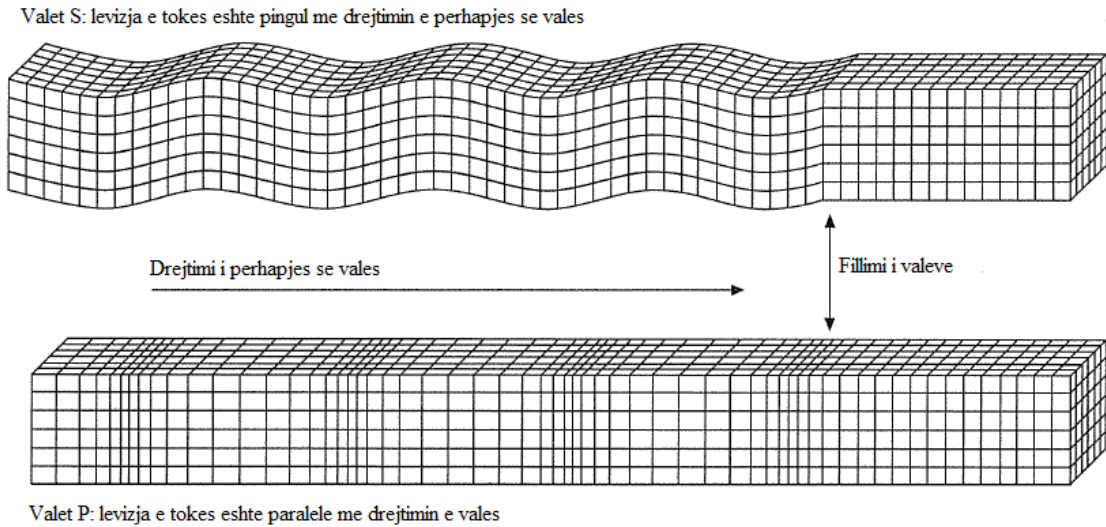 Valet S: levizja e tokes eshte pingul me drejtimin e perhapjes se vales
Drejtimi i perhapjes se vales
Fillimi i valeve
Valet P: levizja e tokes eshte paralele me drejtimin e vales